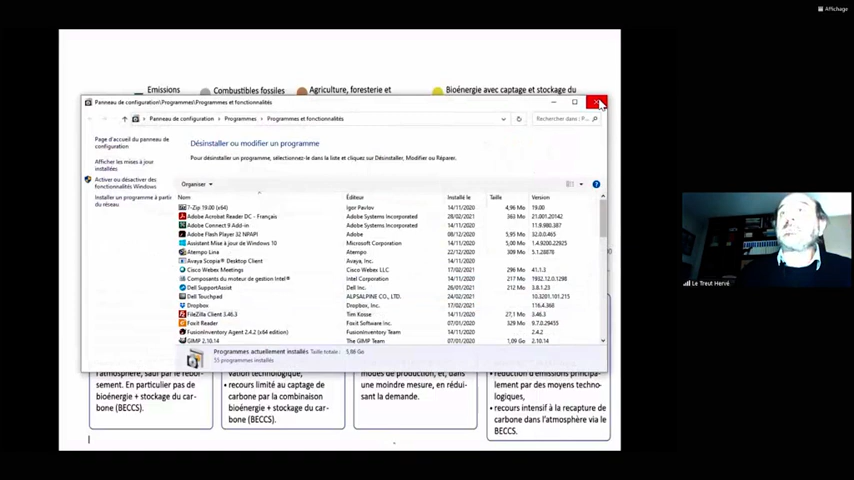 Affichage
Emissions Combustibles fossiles Agriculture, foresterie et Bioénergie avec captage et stockage du
Panneau de configuration\Programmes\Programmes et fonctionnalités
Panneau de configuration > Programmes > Programmes et fonctionnalités
Rechercher dans : P...
Page d'accueil du panneau de
configuration
Afficher les mises à jour
installées
Activer ou désactiver des
fonctionnalités Windows
Installer un programme à partir
du réseau
Désinstaller ou modifier un programme
Pour désinstaller un programme, sélectionnez-le dans la liste et cliquez sur Désinstaller, Modifier ou Réparer.
Organiser
Nom Éditeur Installé le Taille Version
7-Zip 19.00 (x64) Igor Pavlov 14/11/2020 4,96 Mo 19.00
Adobe Acrobat Reader DC - Français Adobe Systems Incorporated 28/02/2021 363 Mo 21.001.20142
Adobe Connect 9 Add-in Adobe Systems Incorporated 14/11/2020 11.9.980.387
Adobe Flash Player 32 NPAPI Adobe 08/12/2020 5,95 Mo 32.0.0.465
Assistant Mise à jour de Windows 10 Microsoft Corporation 14/11/2020 5,00 Mo 1.4.9200.22925
Atempo Lina Atempo 22/12/2020 309 Mo 5.1.28878
Avaya Scopia® Desktop Client Avaya, Inc. 14/11/2020
Cisco Webex Meetings Cisco Webex LLC 17/02/2021 296 Mo 41.1.3
Composants du moteur de gestion Intel® Intel Corporation 14/11/2020 217 Mo 1932.12.0.1298
Dell SupportAssist Dell Inc. 26/01/2021 212 Mo 3.8.1.23
Dell Touchpad ALPSALPINE CO., LTD. 24/02/2021 10.3201.101.215
Dropbox Dropbox, Inc. 03/03/2021 116.4.368
FileZilla Client 3.46.3 Tim Kosse 14/11/2020 27,1 Mo 3.46.3
Foxit Reader Foxit Software Inc. 07/01/2020 329 Mo 9.7.0.29455
FusionInventory Agent 2.4.2 (x64 edition) FusionInventory Team 14/11/2020 2.4.2
GIMP 2.10.14 The GIMP Team 07/01/2020 1,09 Go 2.10.14
Programmes actuellement installés Taille totale : 5,88 Go
55 programmes installés
Le Treut Hervé
l'atmosphère, sauf par le rebois-
sement. En particulier pas de
bioénergie + stockage du car-
bone (BECCS).
vation technologique,
• recours limité au captage de
carbone par la combinaison
bioénergie + stockage du car-
bone (BECCS).
modes de production, et, dans
une moindre mesure, en rédui-
sant la demande.
réduction d'émissions principa-
lement par des moyens techno-
logiques,
• recours intensif à la recapture de
carbone dans l'atmosphère via le
BECCS.